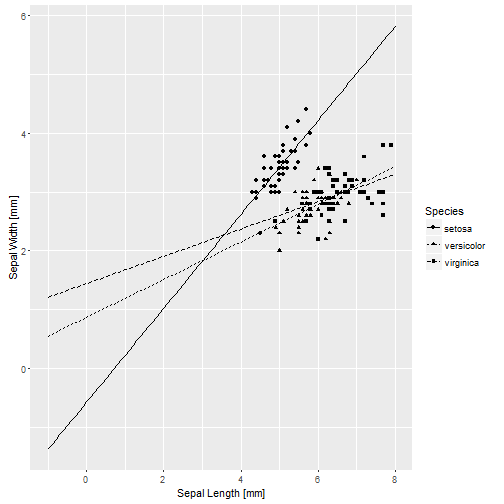 6
4
2
0
Sepal Width [mm]
0
2
4
6
8
Sepal Length [mm]
Species
setosa
versicolor
virginica